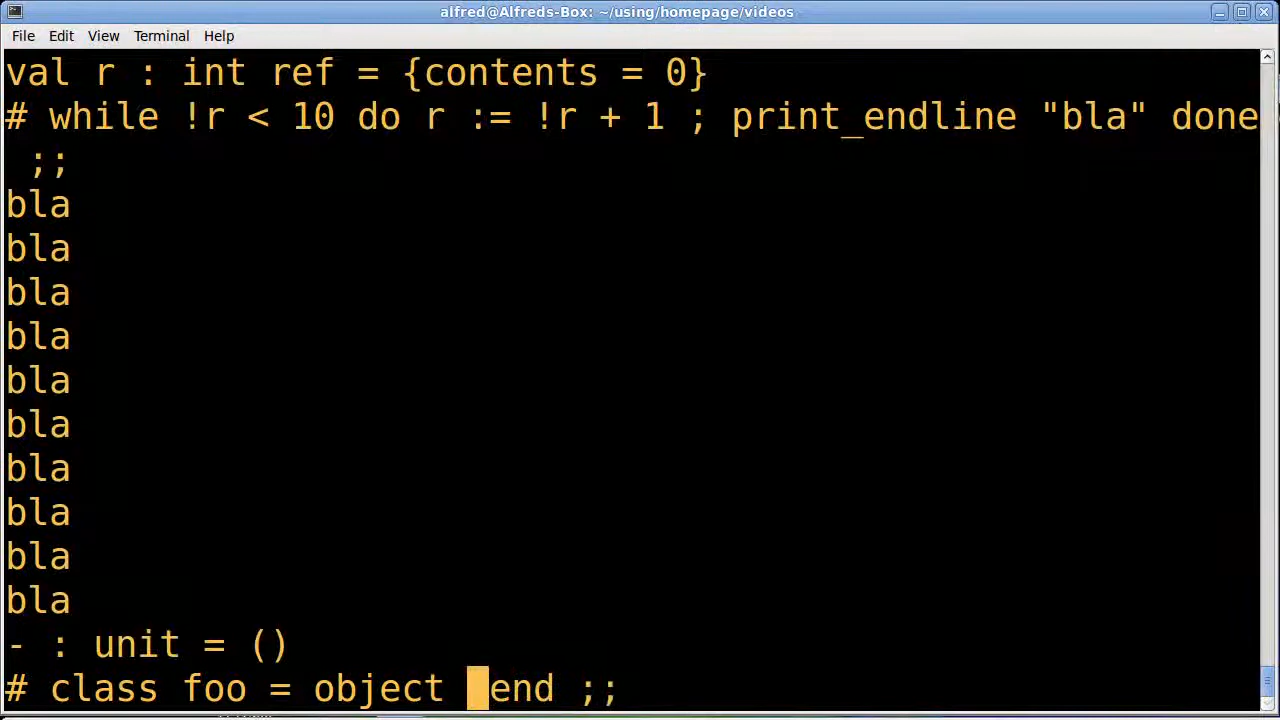 alfred@Alfreds-Box: ~/using/homepage/videos
File Edit View Terminal Help
val r : int ref = {contents = 0}
# while !r < 10 do r := !r + 1 ; print_endline "bla" done
;;
bla
bla
bla
bla
bla
bla
bla
bla
bla
bla
- : unit = ()
# class foo = object end ;;